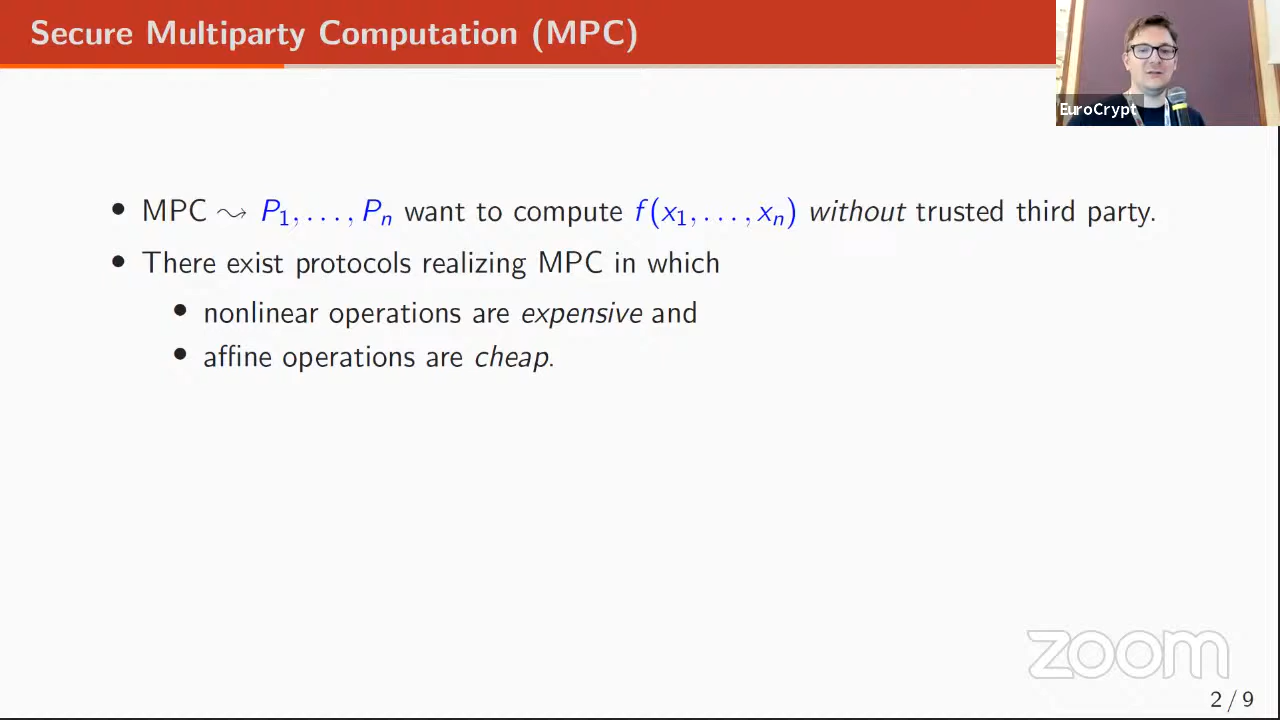 Secure Multiparty Computation (MPC)
EuroCrypt
• MPC ⇝ P₁, . . . , Pₙ want to compute f(x₁, . . . , xₙ) without trusted third party.
• There exist protocols realizing MPC in which
• nonlinear operations are expensive and
• affine operations are cheap.
zoom
2 / 9